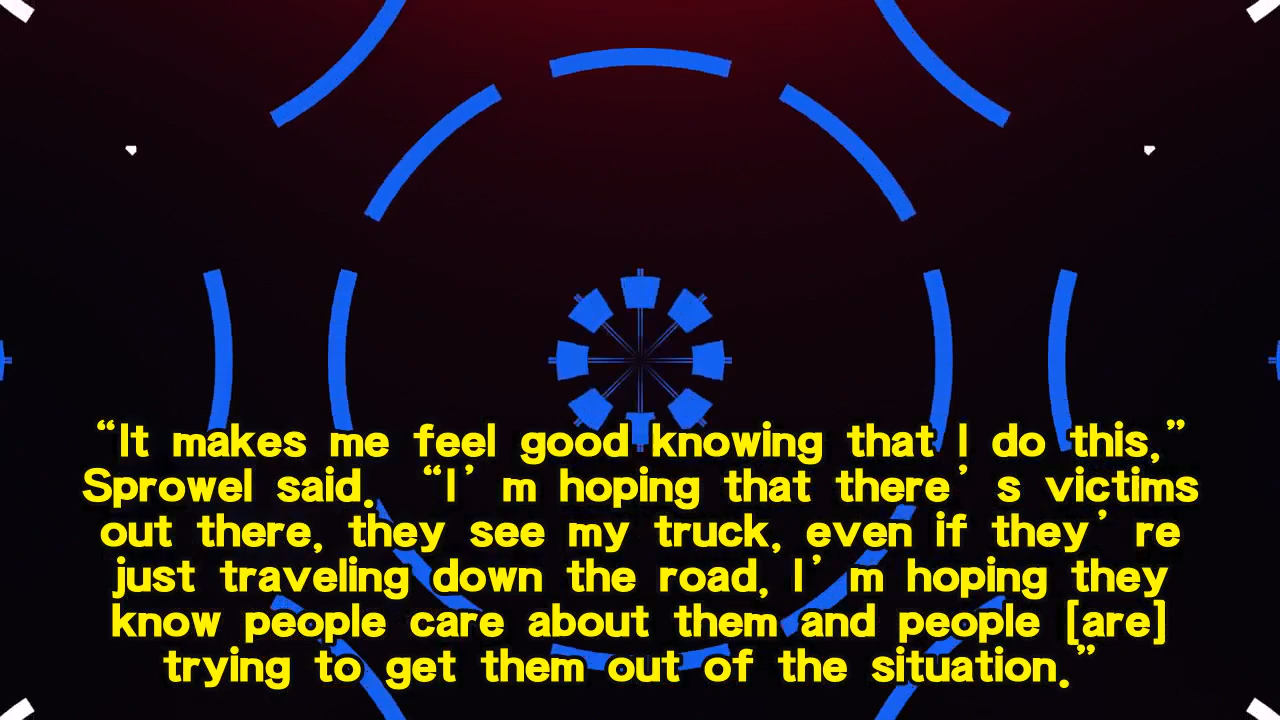 “It makes me feel good knowing that I do this,”
Sprowel said. “I’m hoping that there’s victims
out there, they see my truck, even if they’re
just traveling down the road, I’m hoping they
know people care about them and people [are]
trying to get them out of the situation.”